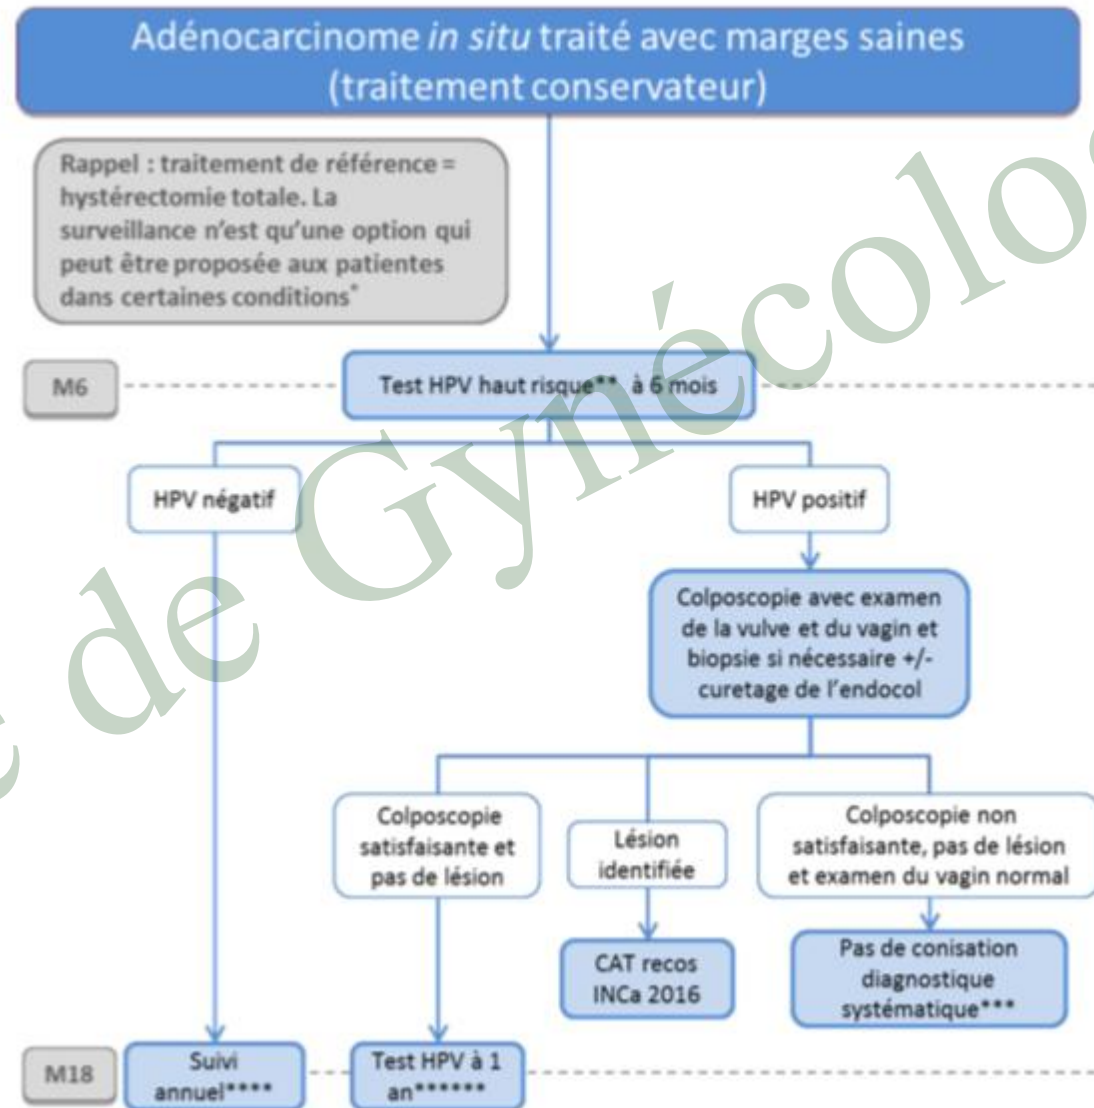 Adénocarcinome in situ traité avec marges saines
(traitement conservateur)
Rappel : traitement de référence =
hystérectomie totale. La
surveillance n'est qu'une option qui
peut être proposée aux patientes
dans certaines conditions*
M6
Test HPV haut risque** à 6 mois
HPV négatif
HPV positif
Colposcopie avec examen
de la vulve et du vagin et
biopsie si nécessaire +/-
curetage de l'endocol
Colposcopie
satisfaisante et
pas de lésion
Lésion
identifiée
Colposcopie non
satisfaisante, pas de lésion
et examen du vagin normal
CAT recos
INCa 2016
Pas de conisation
diagnostique
systématique***
M18
Suivi
annuel****
Test HPV à 1
an******
de Gynécolo